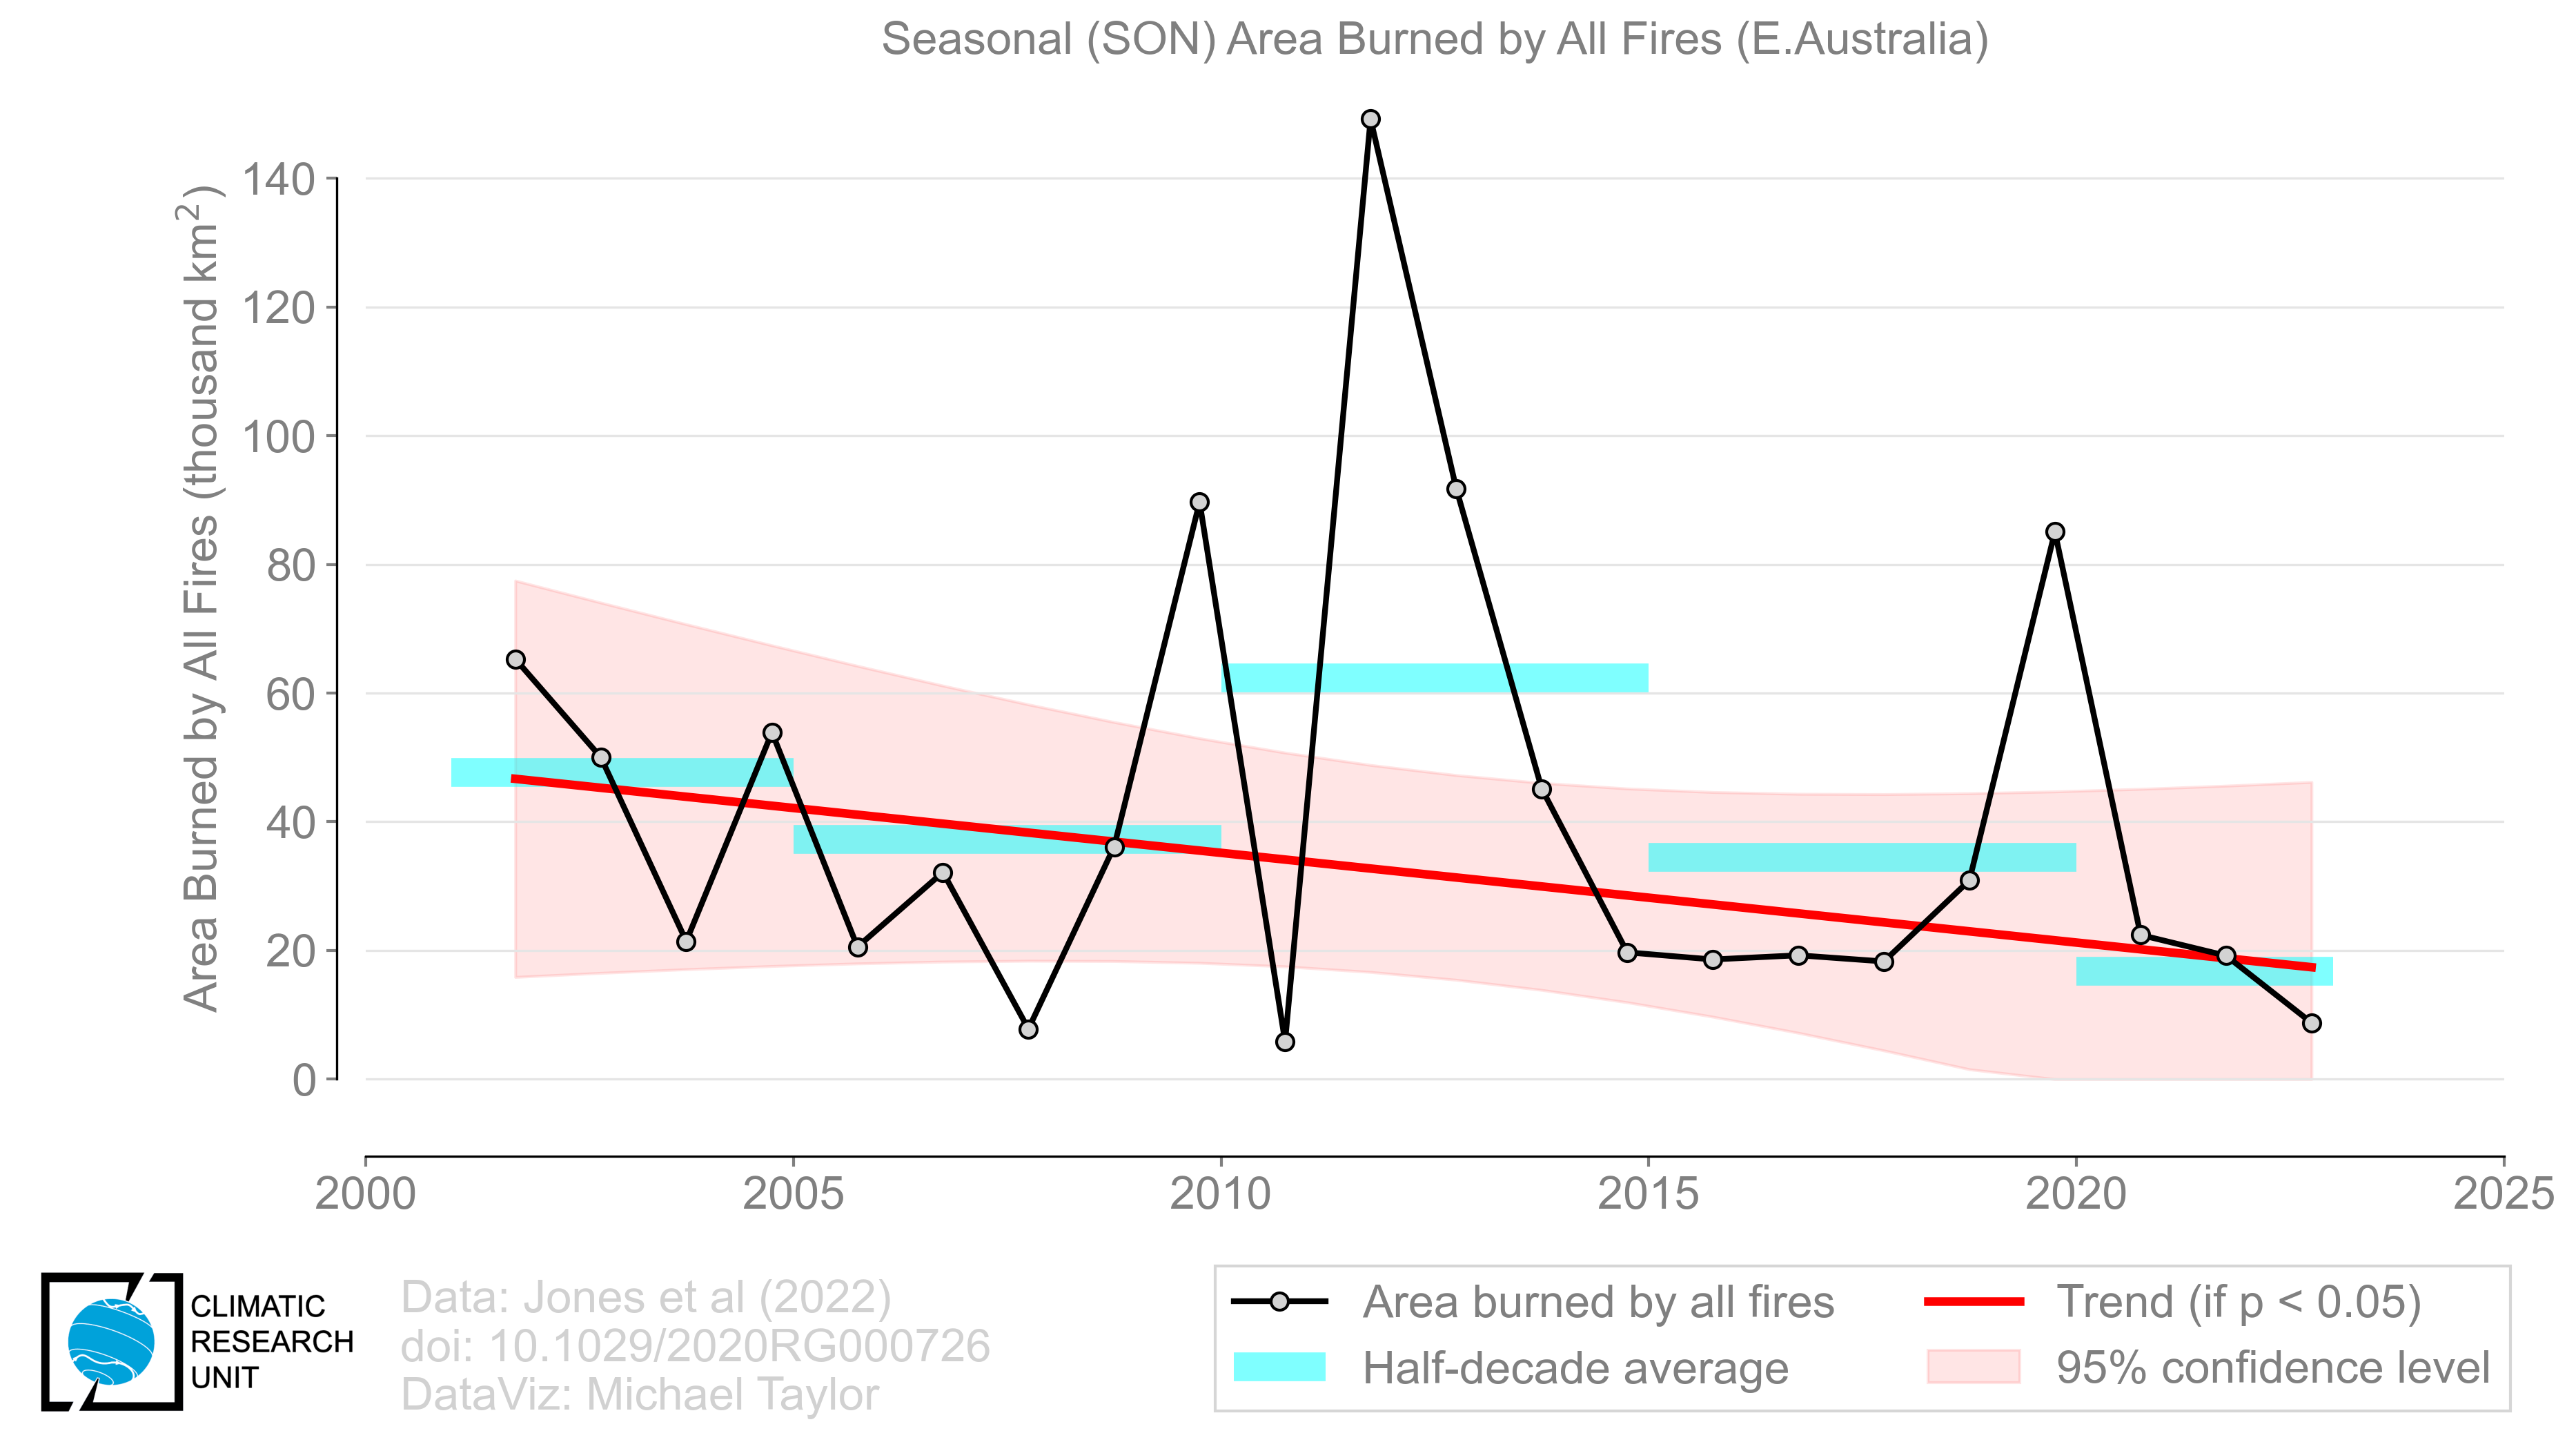 Seasonal (SON) Area Burned by All Fires (E.Australia)
Area Burned by All Fires (thousand km²)
140
120
100
80
60
40
20
0
2000 2005 2010 2015 2020 2025
CLIMATIC
RESEARCH
UNIT
Data: Jones et al (2022)
doi: 10.1029/2020RG000726
DataViz: Michael Taylor
Area burned by all fires
Half-decade average
Trend (if p < 0.05)
95% confidence level